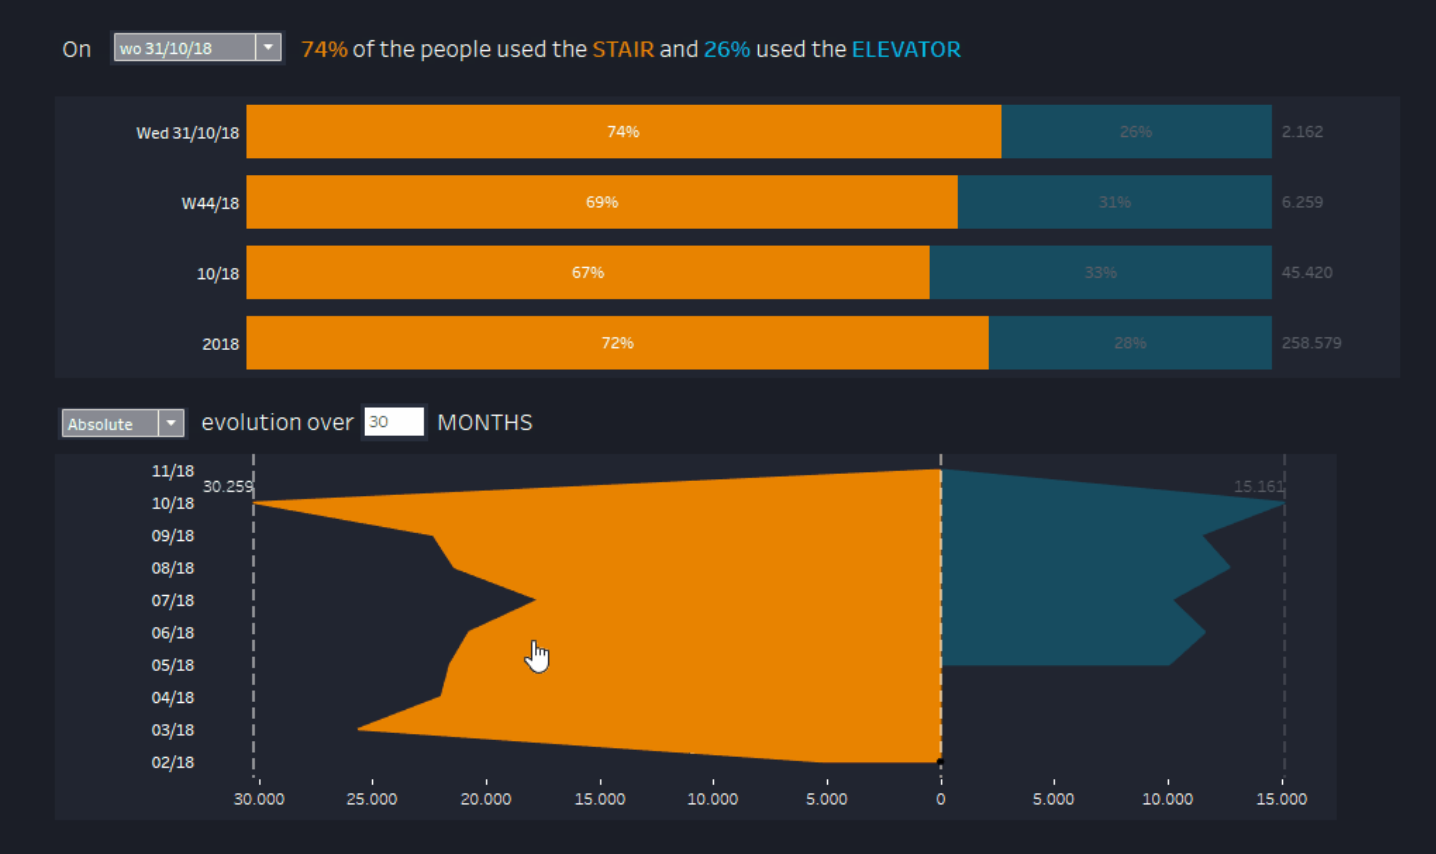 On wo 31/10/18 74% of the people used the STAIR and 26% used the ELEVATOR
Wed 31/10/18 74% 26% 2.162
W44/18 69% 31% 6.259
10/18 67% 33% 45.420
2018 72% 28% 258.579
Absolute evolution over 30 MONTHS
11/18
30.259 15.161
10/18
09/18
08/18
07/18
06/18
05/18
04/18
03/18
02/18
30.000 25.000 20.000 15.000 10.000 5.000 0 5.000 10.000 15.000